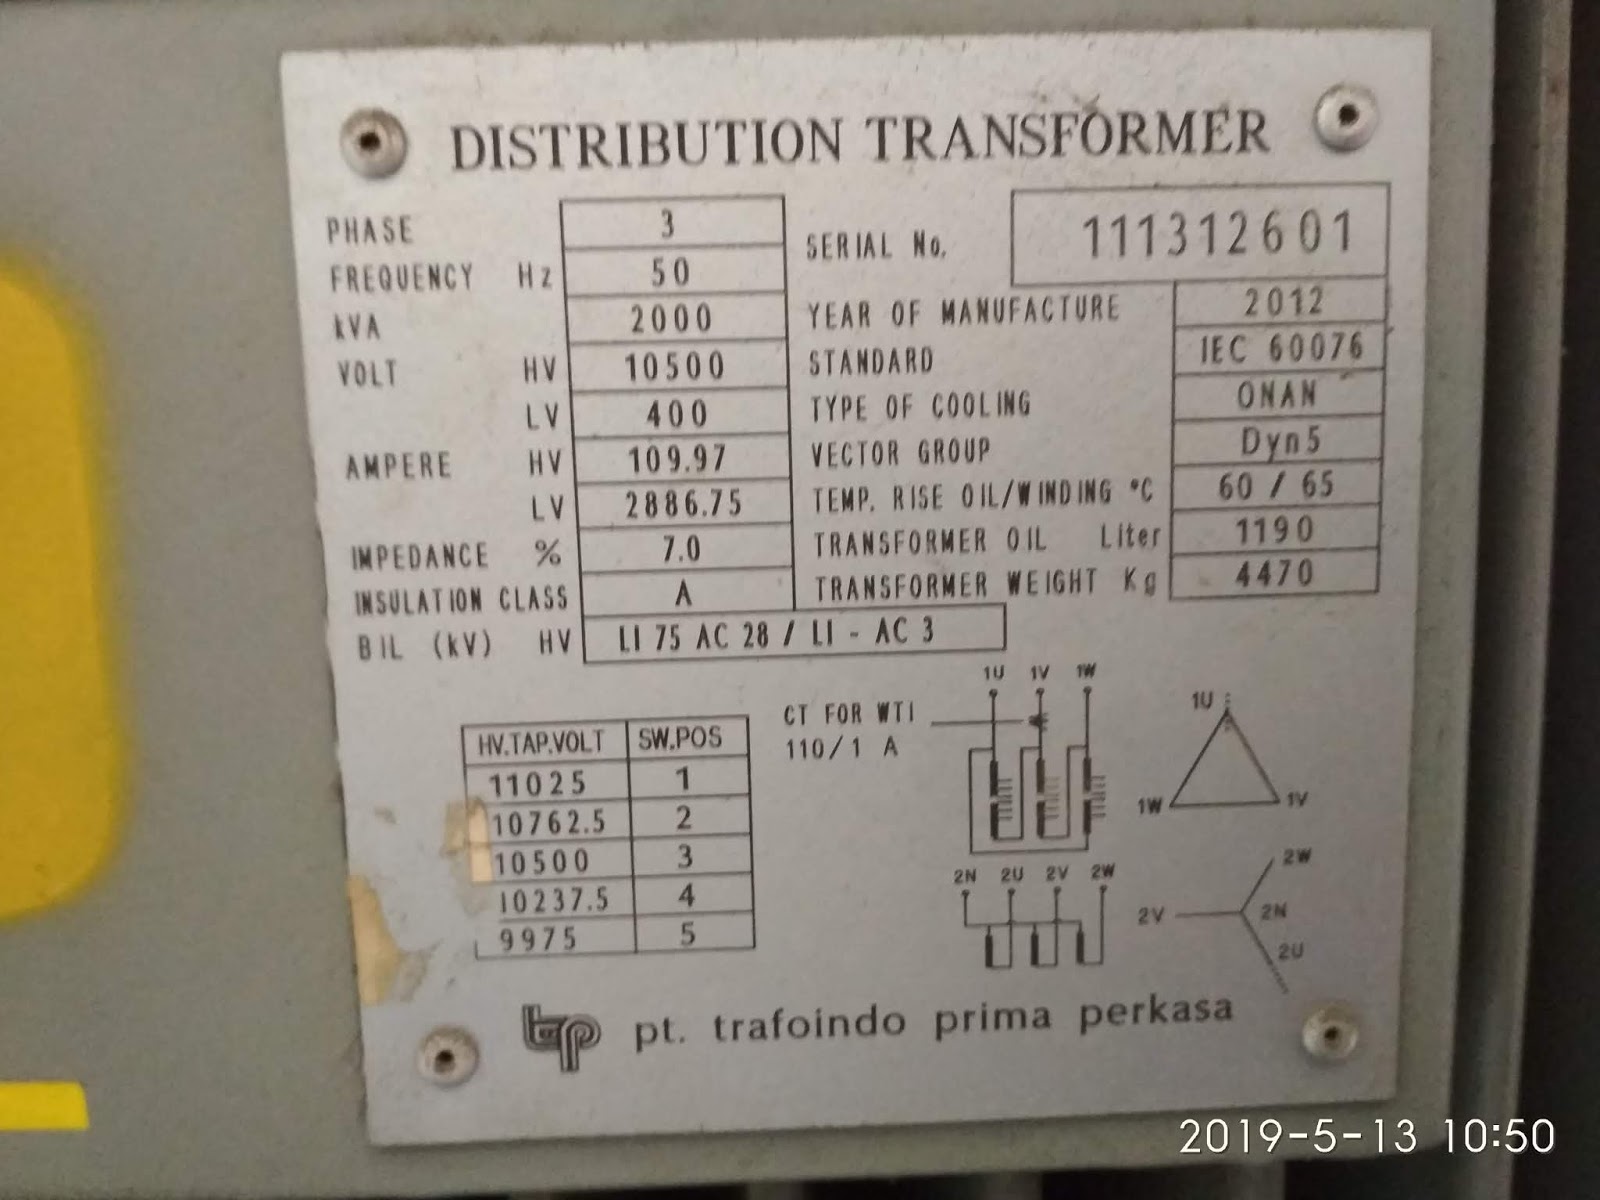 DISTRIBUTION TRANSFORMER
PHASE 3
FREQUENCY Hz 50
kVA 2000
VOLT HV 10500
LV 400
AMPERE HV 109.97
LV 2886.75
IMPEDANCE % 7.0
INSULATION CLASS A
BIL (kV) HV LI 75 AC 28 / LI - AC 3
SERIAL No. 111312601
YEAR OF MANUFACTURE 2012
STANDARD IEC 60076
TYPE OF COOLING ONAN
VECTOR GROUP Dyn5
TEMP. RISE OIL/WINDING °C 60 / 65
TRANSFORMER OIL Liter 1190
TRANSFORMER WEIGHT Kg 4470
HV.TAP.VOLT SW.POS
11025 1
10762.5 2
10500 3
10237.5 4
9975 5
CT FOR WTI
110/1 A
1U 1V 1W
2N 2U 2V 2W
1U
1W 1V
2W
2V 2N
2U
tp pt. trafoindo prima perkasa
2019-5-13 10:50